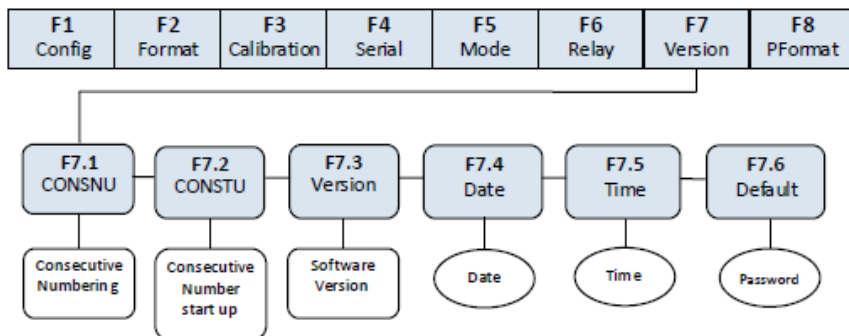 F1 F2 F3 F4 F5 F6 F7 F8
Config Format Calibration Serial Mode Relay Version PFormat
F7.1 F7.2 F7.3 F7.4 F7.5 F7.6
CONSNU CONSTU Version Date Time Default
Consecutive
Numbering
Consecutive
Number
start up
Software
Version
Date
Time
Password